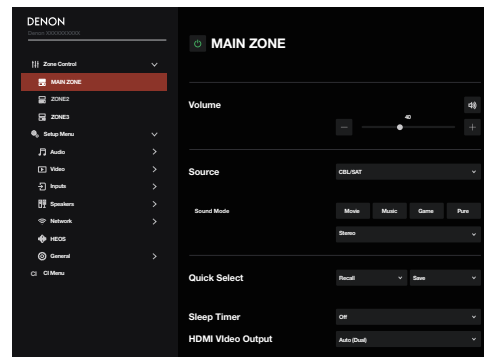 DENON
Denon XXXXXXXXXX
Zone Control
MAIN ZONE
ZONE2
ZONE3
Setup Menu
Audio
Video
Inputs
Speakers
Network
HEOS
General
CI CI Menu
MAIN ZONE
Volume
40
Source
CBL/SAT
Sound Mode
Movie Music Game Pure
Stereo
Quick Select
Recall Save
Sleep Timer
Off
HDMI VIdeo Output
Auto (Dual)